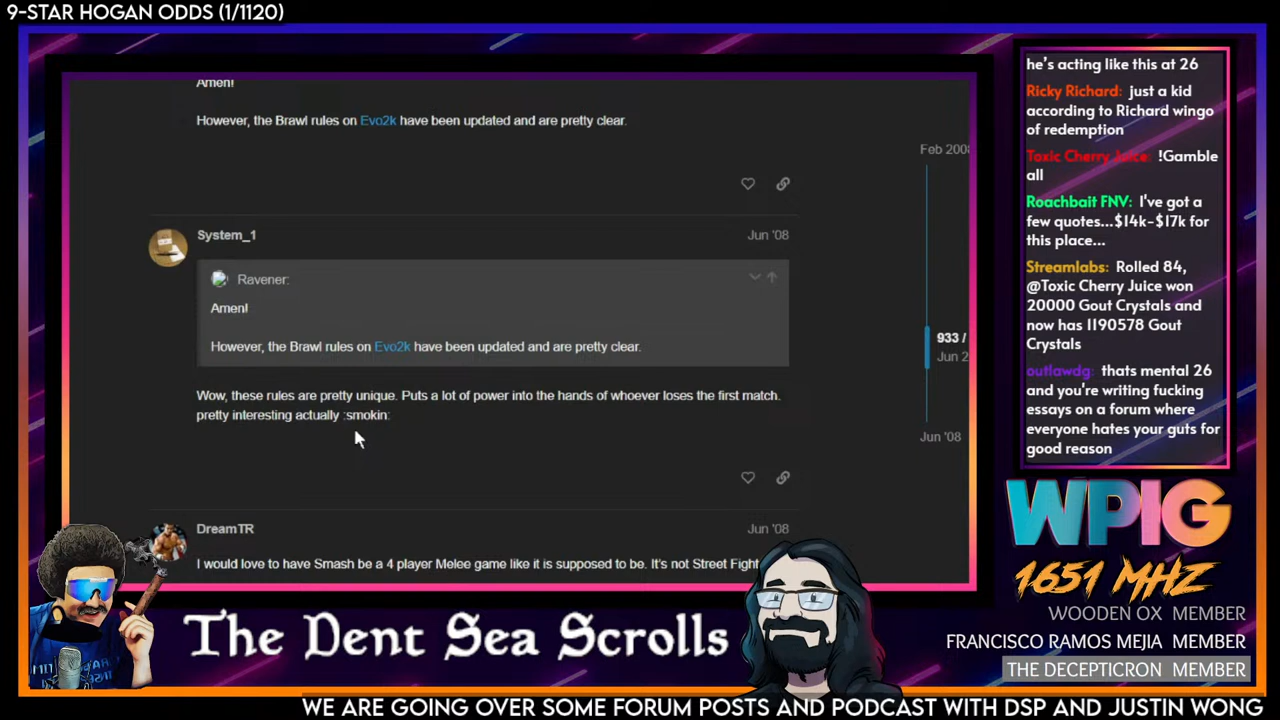 9-STAR HOGAN ODDS (1/1120)
Amen!
However, the Brawl rules on Evo2k have been updated and are pretty clear.
Feb 2008
System_1
Jun '08
Ravener:
Amen!
However, the Brawl rules on Evo2k have been updated and are pretty clear.
933 /
Jun 2
Wow, these rules are pretty unique. Puts a lot of power into the hands of whoever loses the first match.
pretty interesting actually :smokin:
Jun '08
DreamTR
Jun '08
I would love to have Smash be a 4 player Melee game like it is supposed to be. It's not Street Fight
he's acting like this at 26
Ricky Richard: just a kid
according to Richard wingo
of redemption
Toxic Cherry Juice: !Gamble
all
Roachbait FNV: I've got a
few quotes...$14k-$17k for
this place...
Streamlabs: Rolled 84,
@Toxic Cherry Juice won
20000 Gout Crystals and
now has 1190578 Gout
Crystals
outlawdg: thats mental 26
and you're writing fucking
essays on a forum where
everyone hates your guts for
good reason
WPIG
1651 MHZ
WOODEN OX MEMBER
FRANCISCO RAMOS MEJIA MEMBER
THE DECEPTICRON MEMBER
The Dent Sea Scrolls
WE ARE GOING OVER SOME FORUM POSTS AND PODCAST WITH DSP AND JUSTIN WONG